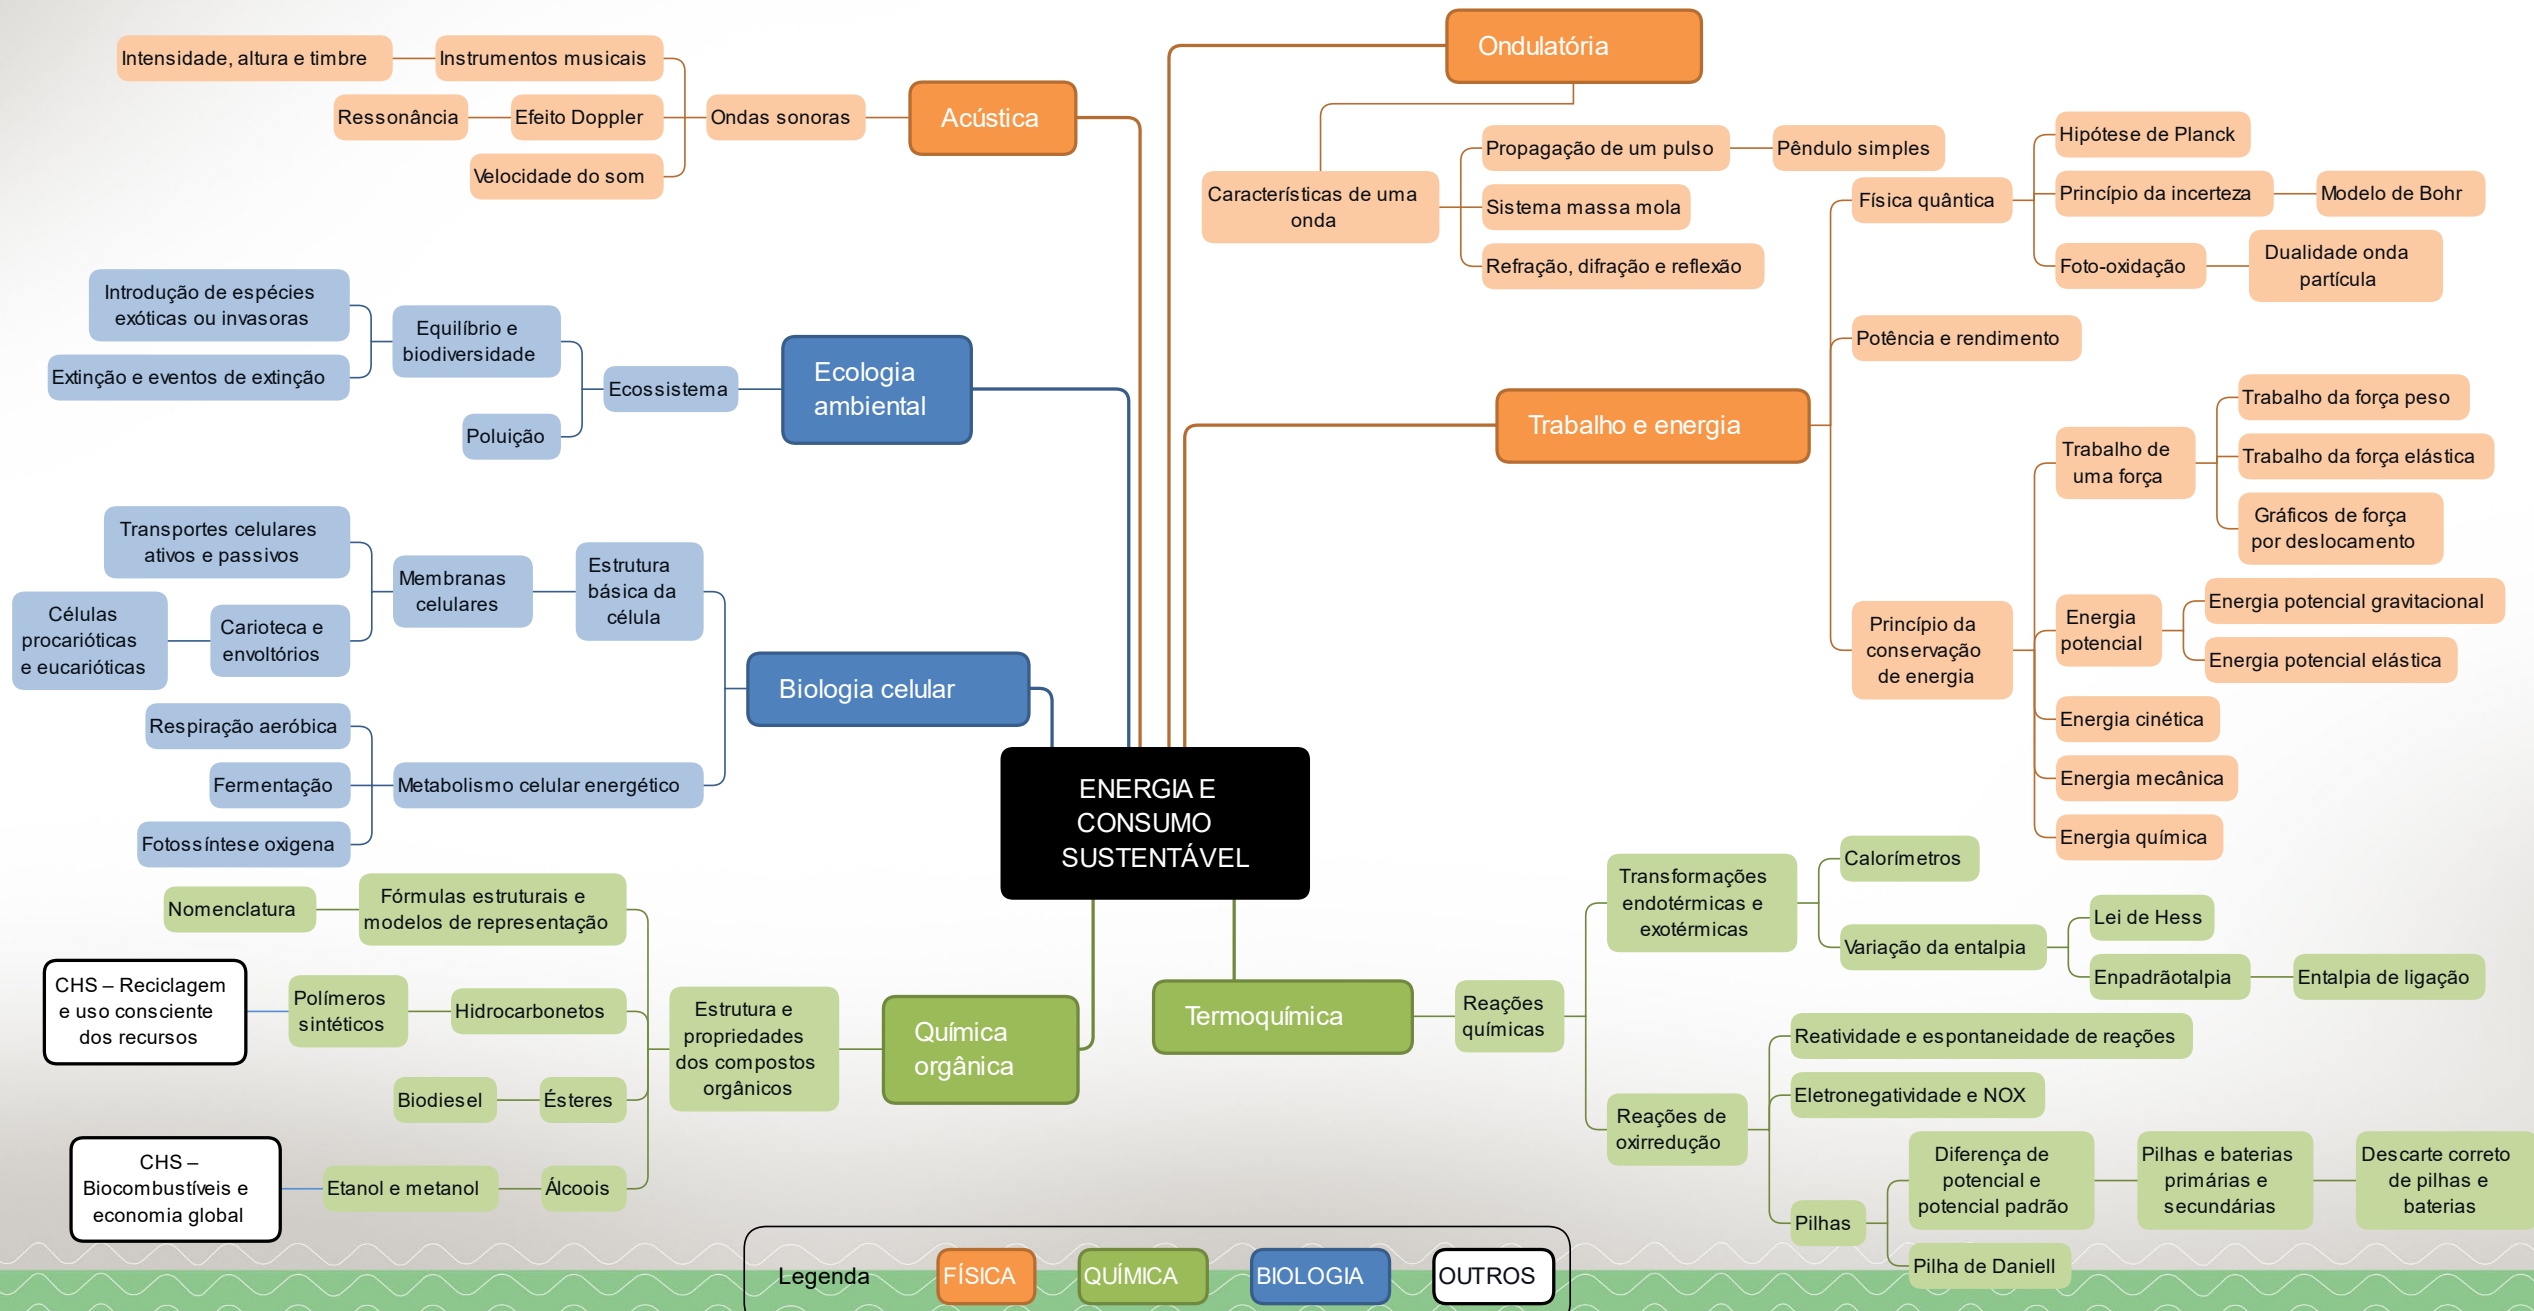 Ondulatória
Intensidade, altura e timbre
Instrumentos musicais
Ressonância
Efeito Doppler
Ondas sonoras
Acústica
Velocidade do som
Características de uma
onda
Propagação de um pulso
Pêndulo simples
Sistema massa mola
Refração, difração e reflexão
Física quântica
Hipótese de Planck
Princípio da incerteza
Modelo de Bohr
Foto-oxidação
Dualidade onda
partícula
Potência e rendimento
Trabalho e energia
Trabalho de
uma força
Trabalho da força peso
Trabalho da força elástica
Gráficos de força
por deslocamento
Princípio da
conservação
de energia
Energia
potencial
Energia potencial gravitacional
Energia potencial elástica
Energia cinética
Energia mecânica
Energia química
Introdução de espécies
exóticas ou invasoras
Extinção e eventos de extinção
Equilíbrio e
biodiversidade
Poluição
Ecossistema
Ecologia
ambiental
Transportes celulares
ativos e passivos
Células
procarióticas
e eucarióticas
Carioteca e
envoltórios
Membranas
celulares
Estrutura
básica da
célula
Biologia celular
Respiração aeróbica
Fermentação
Fotossíntese oxigena
Metabolismo celular energético
ENERGIA E
CONSUMO
SUSTENTÁVEL
Nomenclatura
Fórmulas estruturais e
modelos de representação
CHS – Reciclagem
e uso consciente
dos recursos
Polímeros
sintéticos
Hidrocarbonetos
Biodiesel
Ésteres
CHS –
Biocombustíveis e
economia global
Etanol e metanol
Álcoois
Estrutura e
propriedades
dos compostos
orgânicos
Química
orgânica
Termoquímica
Reações
químicas
Transformações
endotérmicas e
exotérmicas
Calorímetros
Variação da entalpia
Lei de Hess
Enpadrãotalpia
Entalpia de ligação
Reações de
oxirredução
Reatividade e espontaneidade de reações
Eletronegatividade e NOX
Pilhas
Diferença de
potencial e
potencial padrão
Pilhas e baterias
primárias e
secundárias
Descarte correto
de pilhas e
baterias
Pilha de Daniell
Legenda
FÍSICA
QUÍMICA
BIOLOGIA
OUTROS